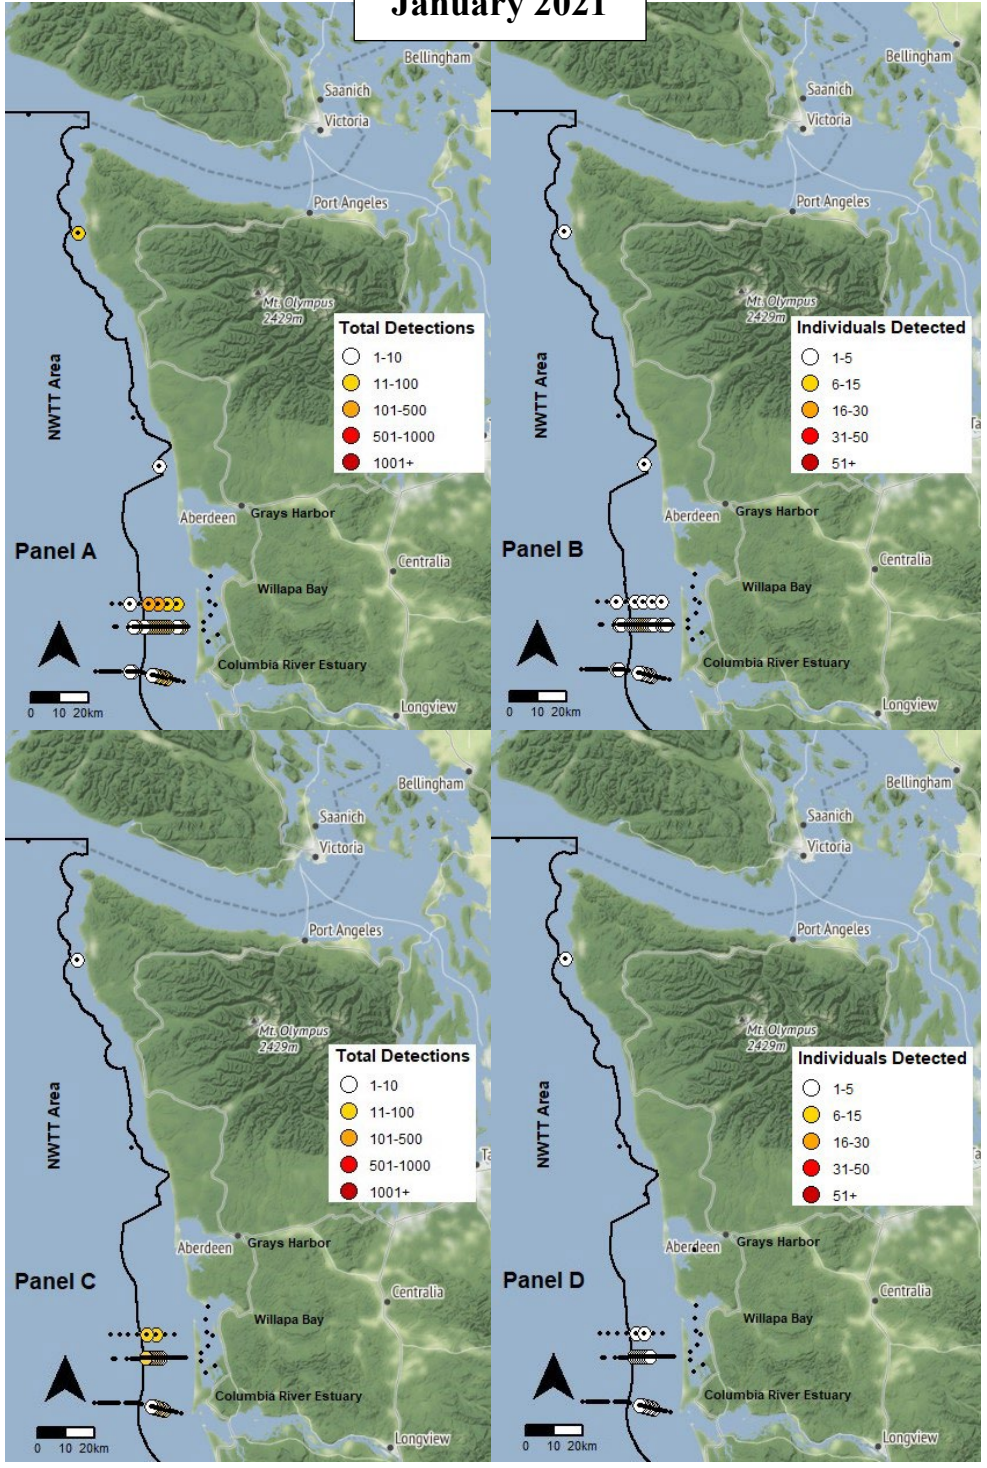 January 2021
Bellingham
Saanich
Victoria
Port Angeles
Mt. Olympus
2429m
NWTT Area
Total Detections
1-10
11-100
101-500
501-1000
1001+
Aberdeen
Grays Harbor
Panel A
Centralia
Willapa Bay
Columbia River Estuary
Longview
0 10 20km
Bellingham
Saanich
Victoria
Port Angeles
Mt. Olympus
2429m
NWTT Area
Individuals Detected
1-5
6-15
16-30
31-50
51+
Ta
Aberdeen
Grays Harbor
Panel B
Centralia
Willapa Bay
Columbia River Estuary
Longview
0 10 20km
Bellingham
Saanich
Victoria
Port Angeles
Mt. Olympus
2429m
NWTT Area
Total Detections
1-10
11-100
101-500
501-1000
1001+
Ta
Aberdeen
Grays Harbor
Panel C
Centralia
Willapa Bay
Columbia River Estuary
Longview
0 10 20km
Bellingham
Saanich
Victoria
Port Angeles
Mt. Olympus
2429m
NWTT Area
Individuals Detected
1-5
6-15
16-30
31-50
51+
Ta
Aberdeen
Grays Harbor
Panel D
Centralia
Willapa Bay
Columbia River Estuary
Longview
0 10 20km